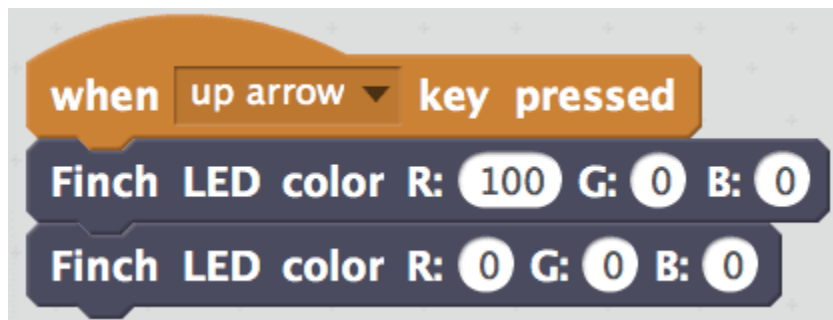 when up arrow key pressed
Finch LED color R: 100 G: 0 B: 0
Finch LED color R: 0 G: 0 B: 0